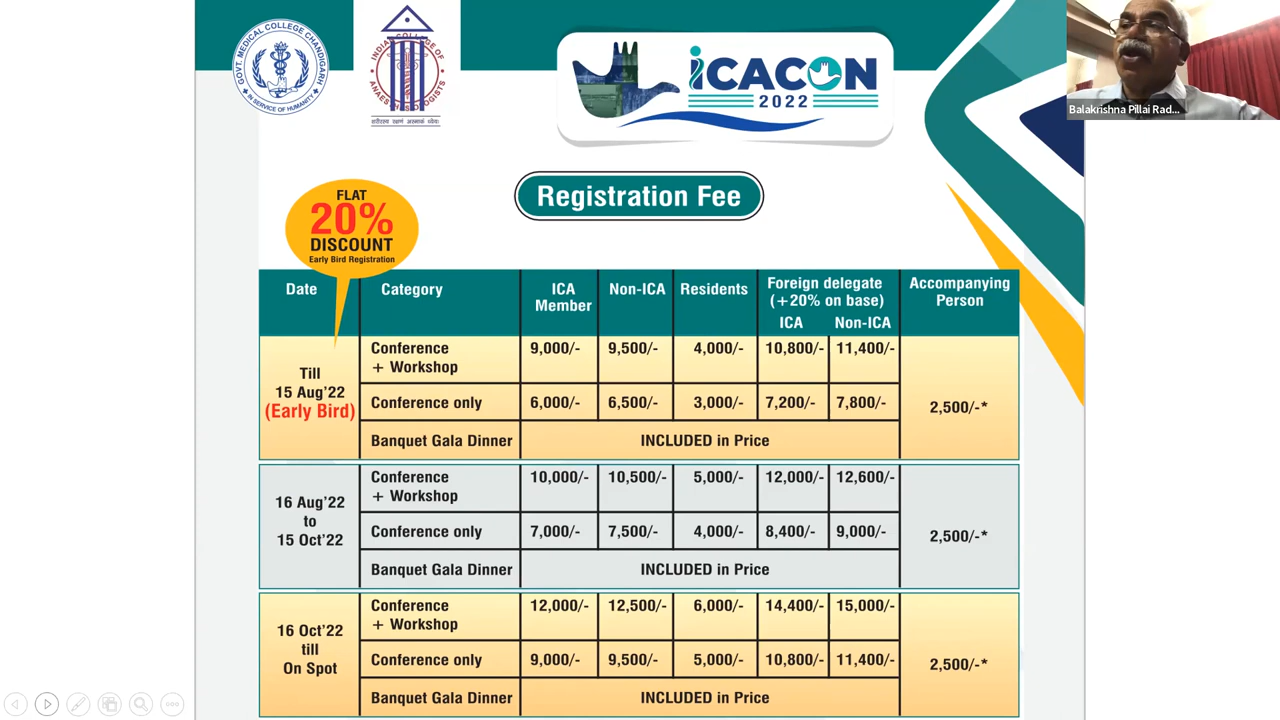 GOVT. MEDICAL COLLEGE CHANDIGARH
IN SERVICE OF HUMANITY
INDIAN COLLEGE OF
ANAESTHESIOLOGISTS
iCACON
2022
Balakrishna Pillai Rad...
Registration Fee
FLAT
20%
DISCOUNT
Early Bird Registration
Date Category ICA Member Non-ICA Residents Foreign delegate (+20% on base) ICA Non-ICA Accompanying Person
Till
15 Aug'22
(Early Bird)
Conference + Workshop 9,000/- 9,500/- 4,000/- 10,800/- 11,400/-
Conference only 6,000/- 6,500/- 3,000/- 7,200/- 7,800/-
2,500/-*
Banquet Gala Dinner INCLUDED in Price
16 Aug'22
to
15 Oct'22
Conference + Workshop 10,000/- 10,500/- 5,000/- 12,000/- 12,600/-
Conference only 7,000/- 7,500/- 4,000/- 8,400/- 9,000/-
2,500/-*
Banquet Gala Dinner INCLUDED in Price
16 Oct'22
till
On Spot
Conference + Workshop 12,000/- 12,500/- 6,000/- 14,400/- 15,000/-
Conference only 9,000/- 9,500/- 5,000/- 10,800/- 11,400/-
2,500/-*
Banquet Gala Dinner INCLUDED in Price